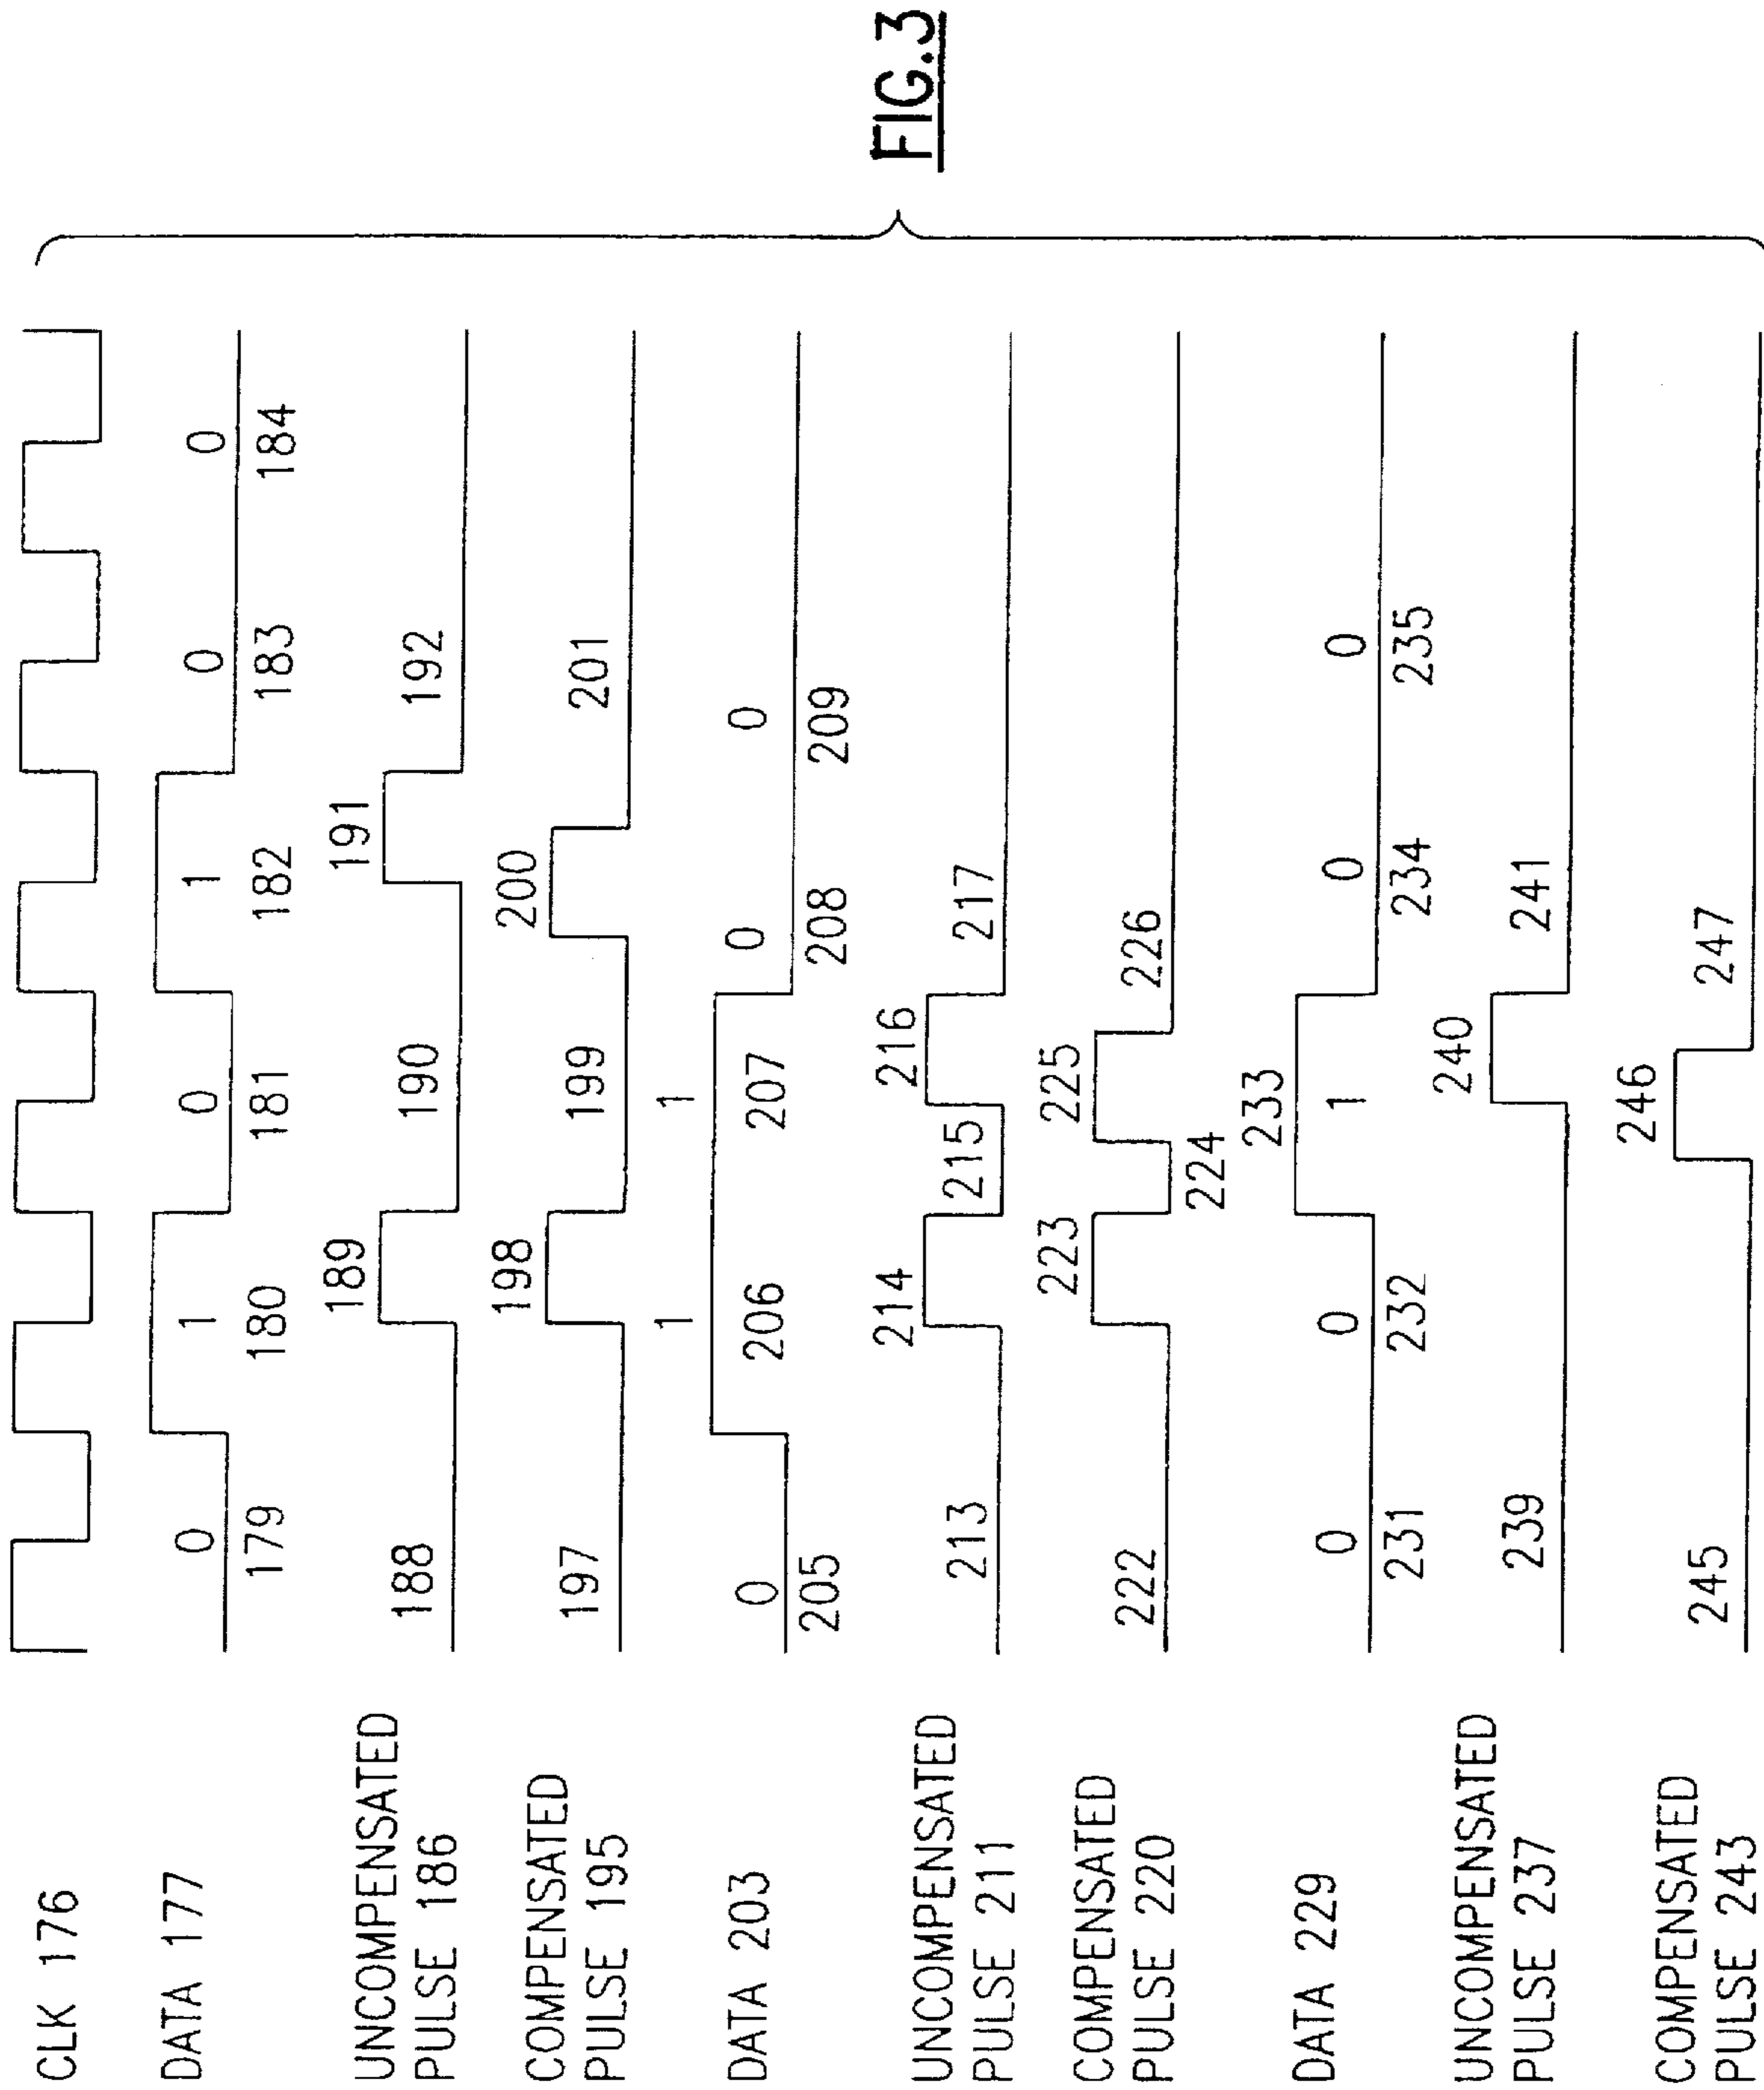 CLK 176
DATA 177
0 1 0 1 0 0
179 180 181 182 183 184
UNCOMPENSATED
PULSE 186
188 189 190 191 192
COMPENSATED
PULSE 195
197 198 199 200 201
DATA 203
0 1 1 0 0
205 206 207 208 209
UNCOMPENSATED
PULSE 211
213 214 215 216 217
COMPENSATED
PULSE 220
222 223 224 225 226
DATA 229
0 0 1 0 0
231 232 233 234 235
UNCOMPENSATED
PULSE 237
239 240 241
COMPENSATED
PULSE 243
245 246 247
FIG.3